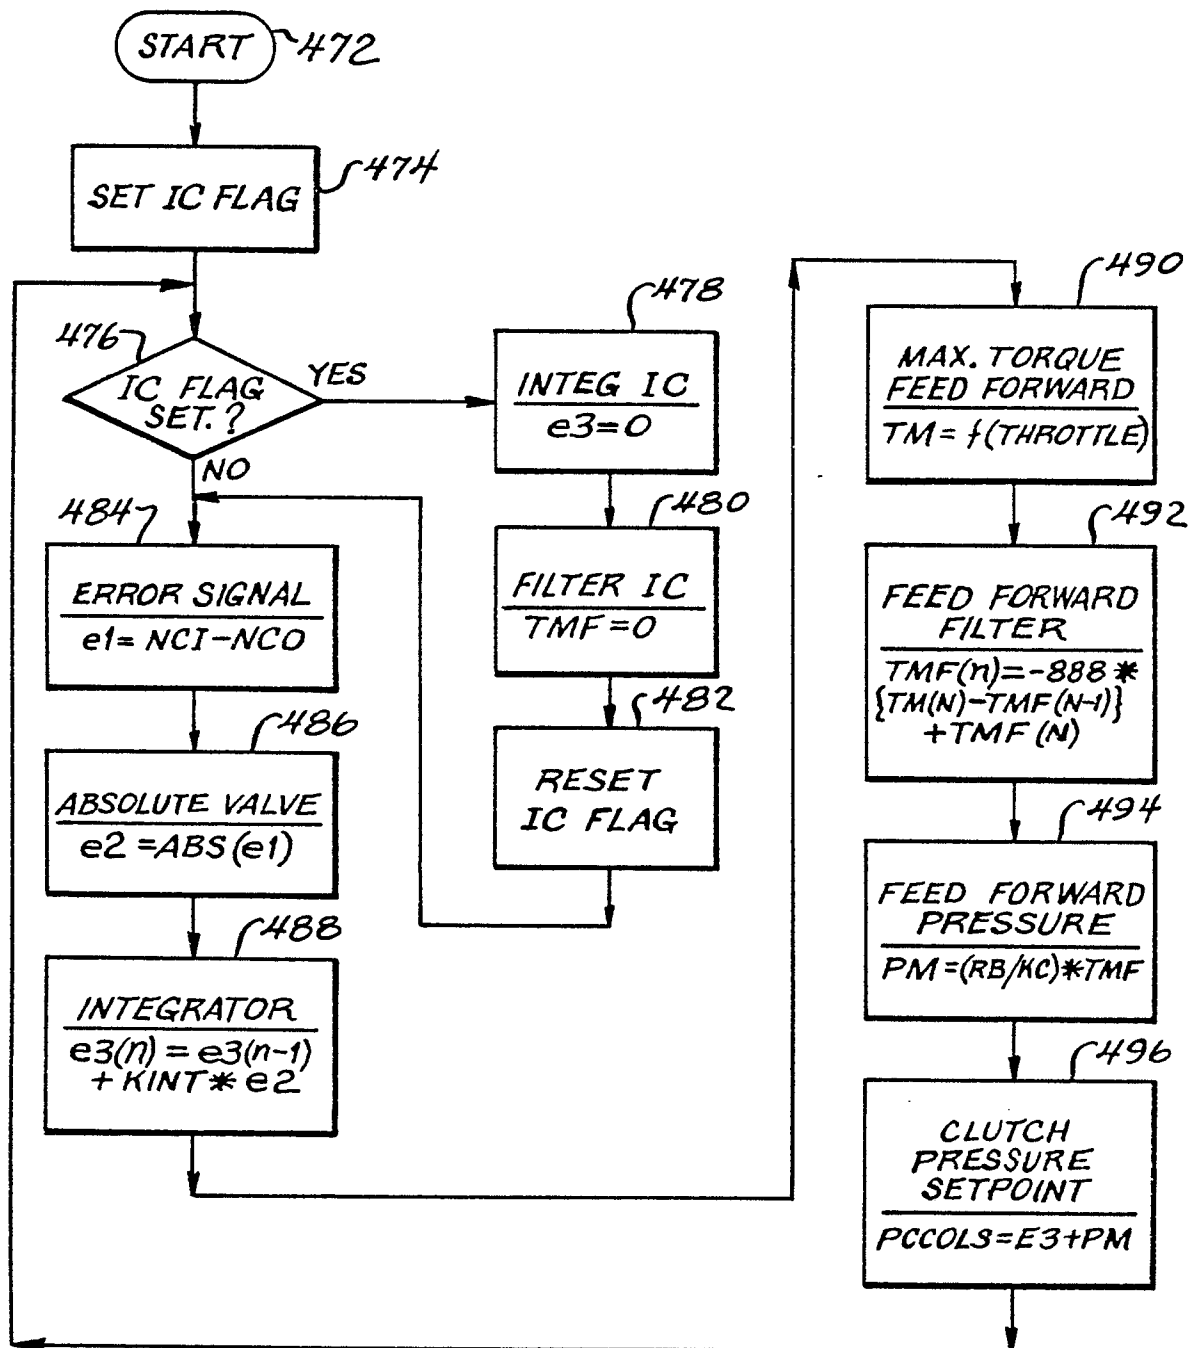 START
472
SET IC FLAG
474
476
IC FLAG
SET.?
YES
NO
478
INTEG IC
e3=0
480
FILTER IC
TMF=0
482
RESET
IC FLAG
484
ERROR SIGNAL
e1=NCI-NCO
486
ABSOLUTE VALVE
e2=ABS(e1)
488
INTEGRATOR
e3(n)=e3(n-1)
+KINT*e2
490
MAX. TORQUE
FEED FORWARD
TM=f(THROTTLE)
492
FEED FORWARD
FILTER
TMF(n)=-888*
{TM(N)-TMF(N-1)}
+TMF(N)
494
FEED FORWARD
PRESSURE
PM=(RB/KC)*TMF
496
CLUTCH
PRESSURE
SETPOINT
PCCOLS=E3+PM